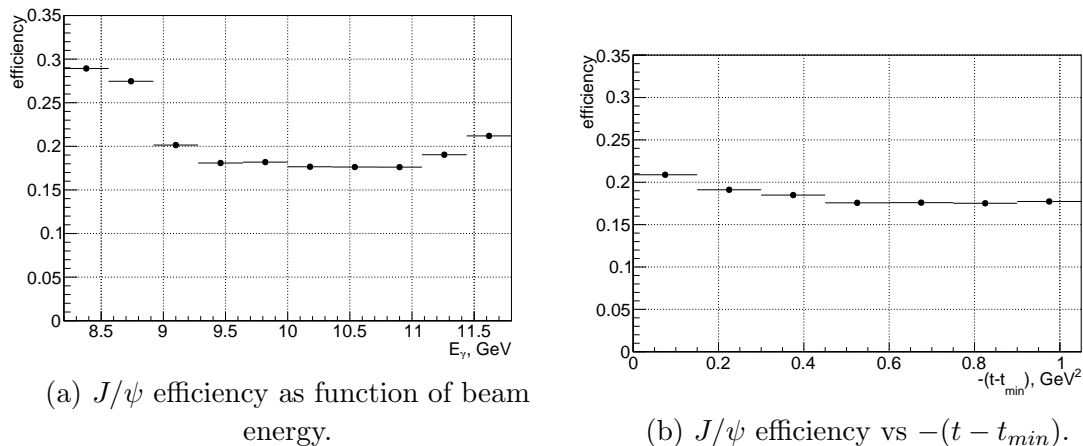 efficiency
0.35
0.3
0.25
0.2
0.15
0.1
0.05
0
8.5 9 9.5 10 10.5 11 11.5
E_γ, GeV
(a) J/ψ efficiency as function of beam
energy.
efficiency
0.35
0.3
0.25
0.2
0.15
0.1
0.05
0
0 0.2 0.4 0.6 0.8 1
-(t-t_min), GeV²
(b) J/ψ efficiency vs −(t − t_min).